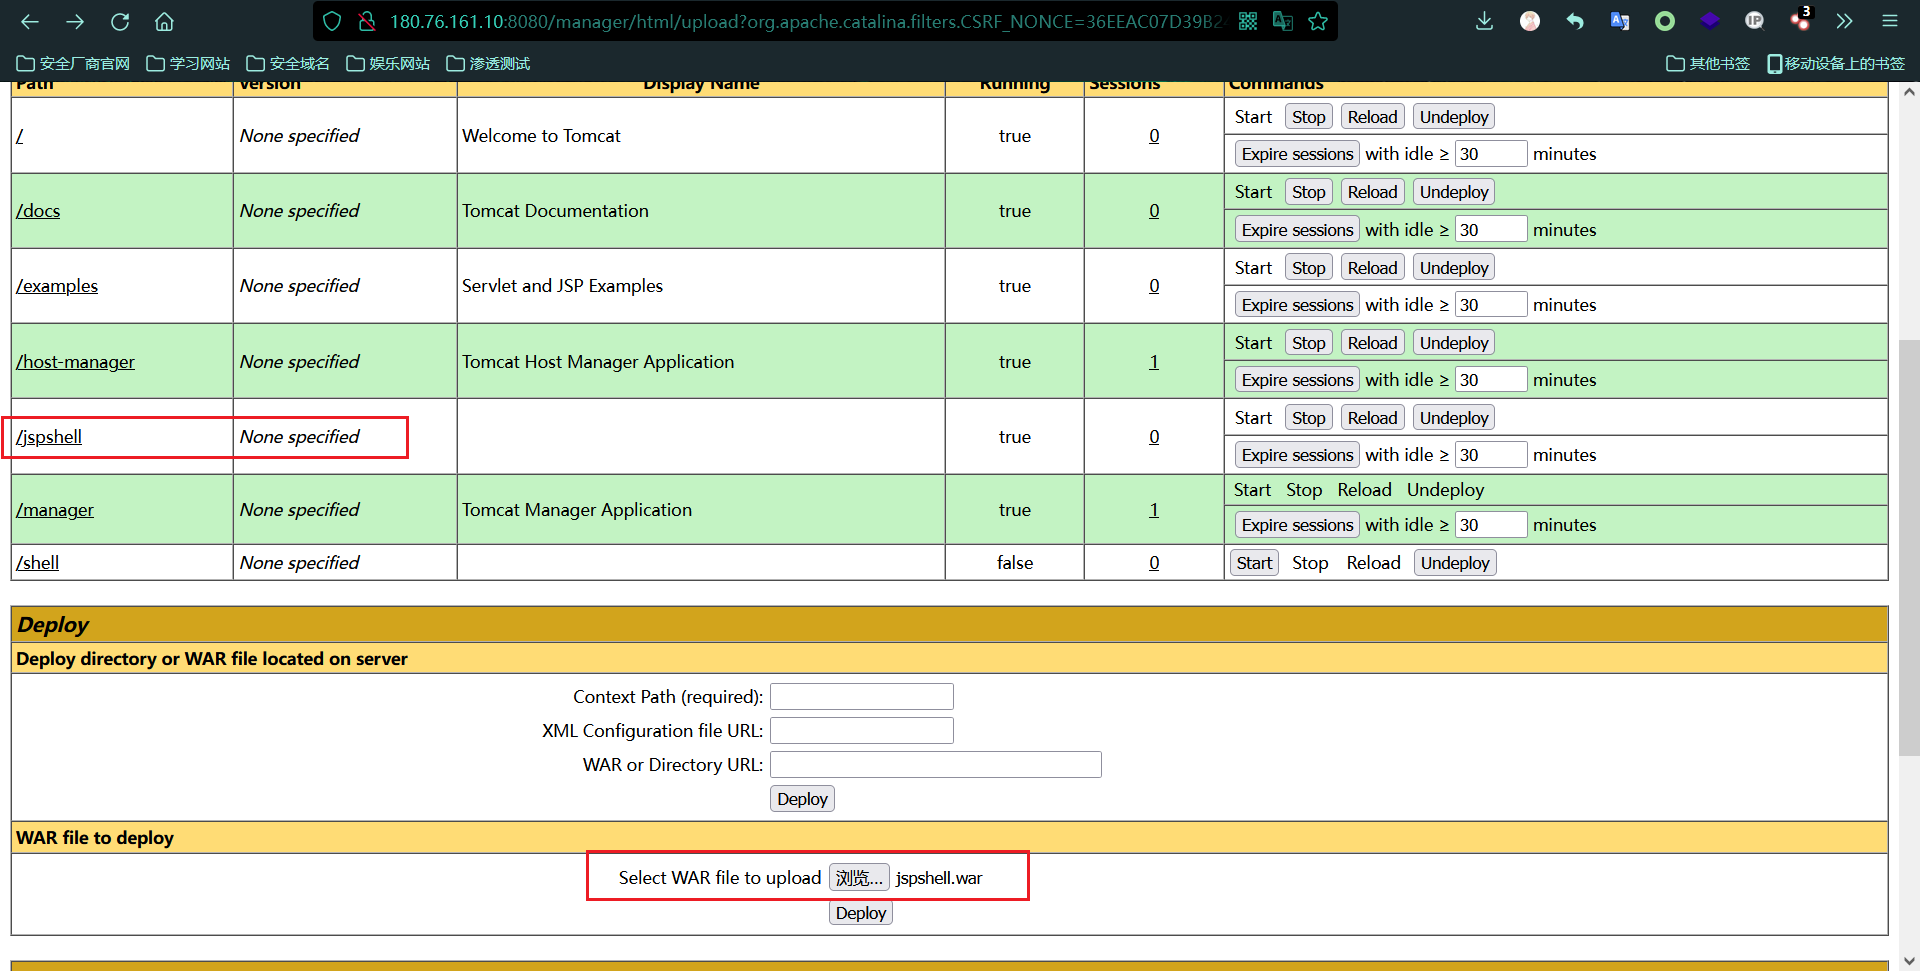 180.76.161.10:8080/manager/html/upload?org.apache.catalina.filters.CSRF_NONCE=36EEAC07D39B2
3
安全厂商官网 学习网站 安全域名 娱乐网站 渗透测试 其他书签 移动设备上的书签
Path Version Display Name Running Sessions Commands
/ None specified Welcome to Tomcat true 0 Start Stop Reload Undeploy
Expire sessions with idle ≥ 30 minutes
/docs None specified Tomcat Documentation true 0 Start Stop Reload Undeploy
Expire sessions with idle ≥ 30 minutes
/examples None specified Servlet and JSP Examples true 0 Start Stop Reload Undeploy
Expire sessions with idle ≥ 30 minutes
/host-manager None specified Tomcat Host Manager Application true 1 Start Stop Reload Undeploy
Expire sessions with idle ≥ 30 minutes
/jspshell None specified true 0 Start Stop Reload Undeploy
Expire sessions with idle ≥ 30 minutes
/manager None specified Tomcat Manager Application true 1 Start Stop Reload Undeploy
Expire sessions with idle ≥ 30 minutes
/shell None specified false 0 Start Stop Reload Undeploy
Deploy
Deploy directory or WAR file located on server
Context Path (required):
XML Configuration file URL:
WAR or Directory URL:
Deploy
WAR file to deploy
Select WAR file to upload 浏览... jspshell.war
Deploy